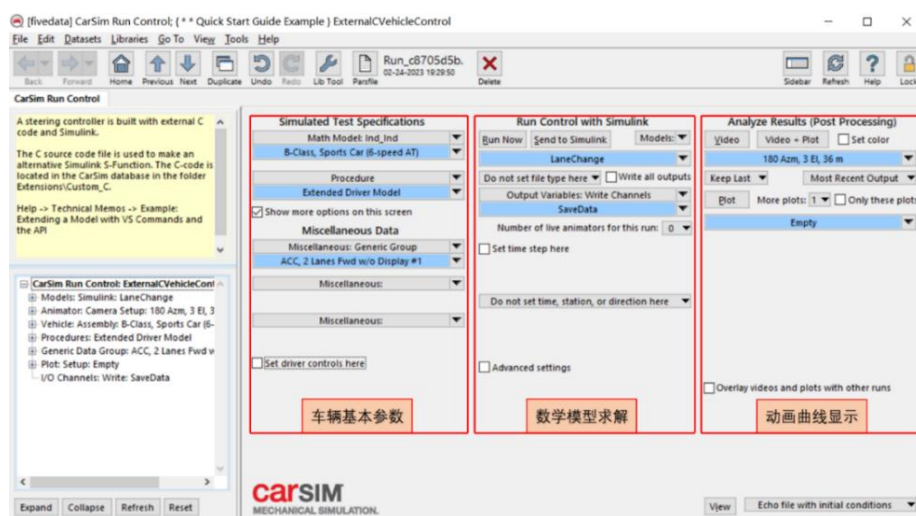 [fivedata] CarSim Run Control; { * * Quick Start Guide Example } ExternalCVehicleControl
File Edit Datasets Libraries Go To View Tools Help
Back Forward Home Previous Next Duplicate Undo Redo Lib Tool Parsfile
Run_c8705d5b.
02-24-2023 19:29:50
Delete Sidebar Refresh Help Lock
CarSim Run Control
A steering controller is built with external C
code and Simulink.
The C source code file is used to make an
alternative Simulink S-Function. The C-code is
located in the CarSim database in the folder
Extensions\Custom_C.
Help -> Technical Memos -> Example:
Extending a Model with VS Commands and
the API
CarSim Run Control: ExternalCVehicleCont
Models: Simulink: LaneChange
Animator: Camera Setup: 180 Azm, 3 El, 3
Vehicle: Assembly: B-Class, Sports Car (6-
Procedures: Extended Driver Model
Generic Data Group: ACC, 2 Lanes Fwd w
Plot: Setup: Empty
I/O Channels: Write: SaveData
Expand Collapse Refresh Reset
Simulated Test Specifications
Math Model: Ind_Ind
B-Class, Sports Car (6-speed AT)
Procedure
Extended Driver Model
Show more options on this screen
Miscellaneous Data
Miscellaneous: Generic Group
ACC, 2 Lanes Fwd w/o Display #1
Miscellaneous:
Miscellaneous:
Set driver controls here
车辆基本参数
Run Control with Simulink
Run Now Send to Simulink Models:
LaneChange
Do not set file type here Write all outputs
Output Variables: Write Channels
SaveData
Number of live animators for this run: 0
Set time step here
Do not set time, station, or direction here
Advanced settings
数学模型求解
Analyze Results (Post Processing)
Video Video + Plot Set color
180 Azm, 3 El, 36 m
Keep Last Most Recent Output
Plot More plots: 1 Only these plots
Empty
Overlay videos and plots with other runs
动画曲线显示
carSIM
MECHANICAL SIMULATION.
View Echo file with initial conditions